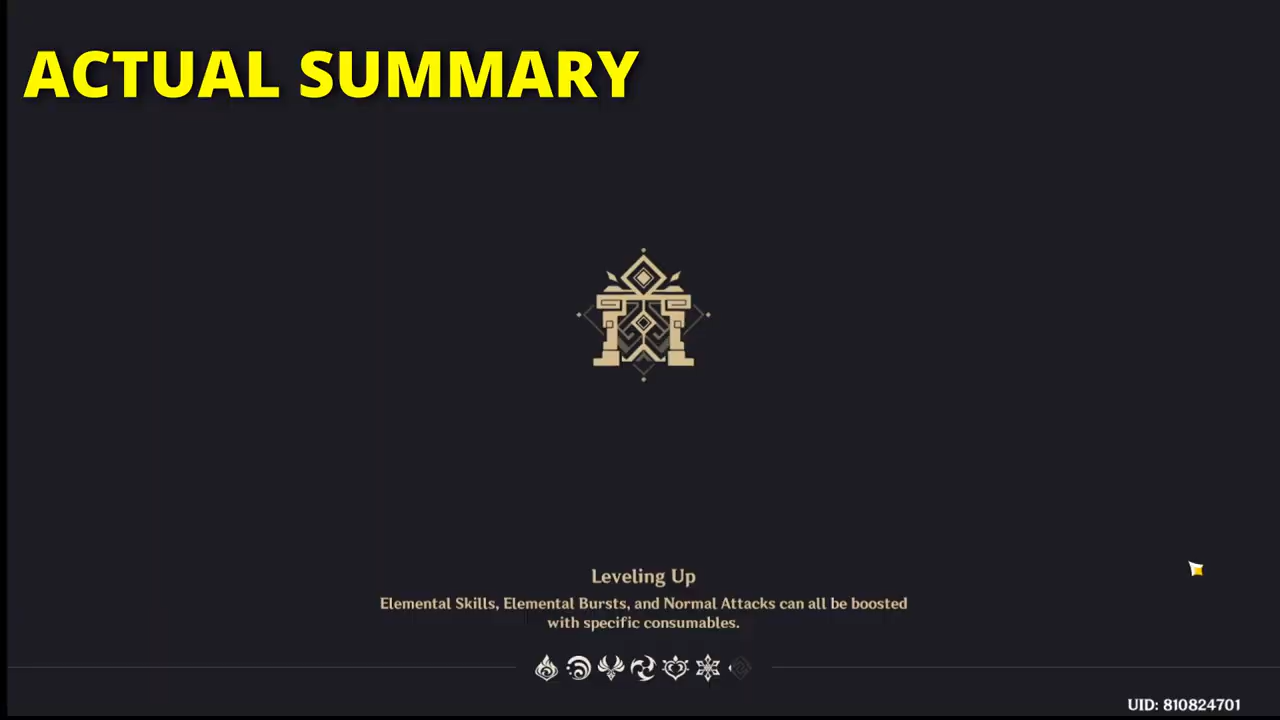 ACTUAL SUMMARY
Leveling Up
Elemental Skills, Elemental Bursts, and Normal Attacks can all be boosted
with specific consumables.
UID: 810824701